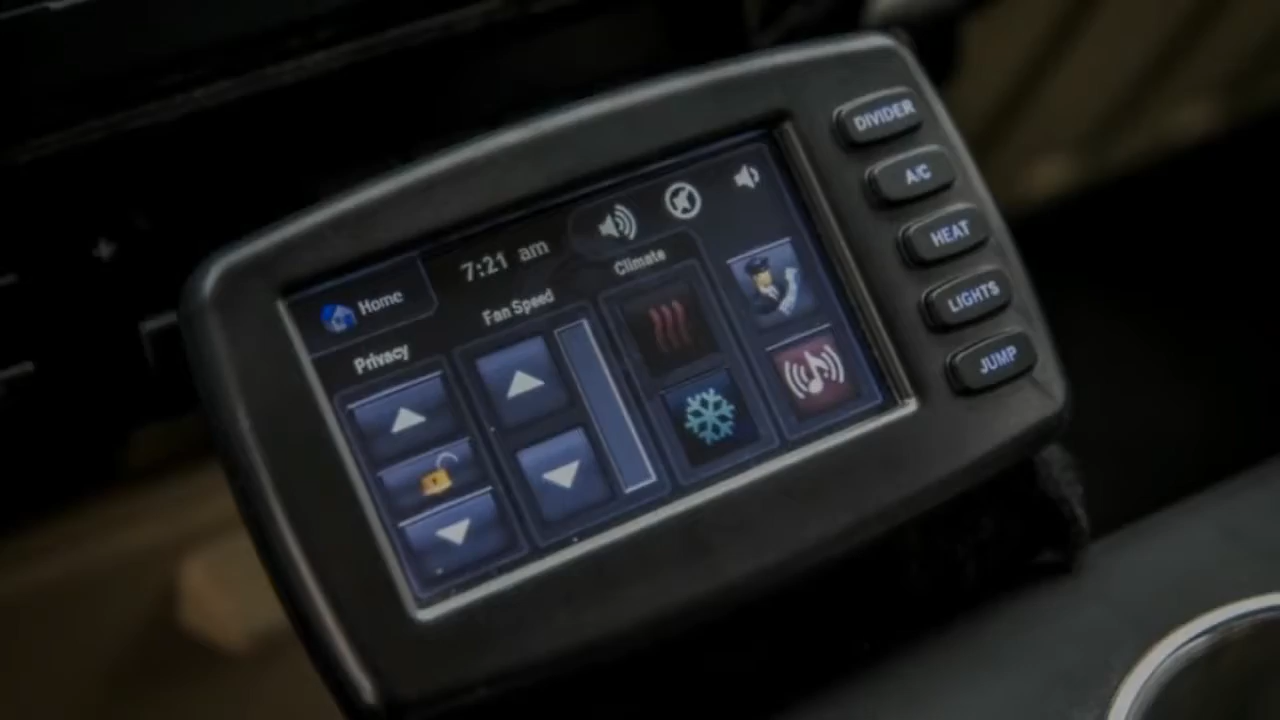 Home
7:21 am
Privacy
Fan Speed
Climate
DIVIDER
A/C
HEAT
LIGHTS
JUMP